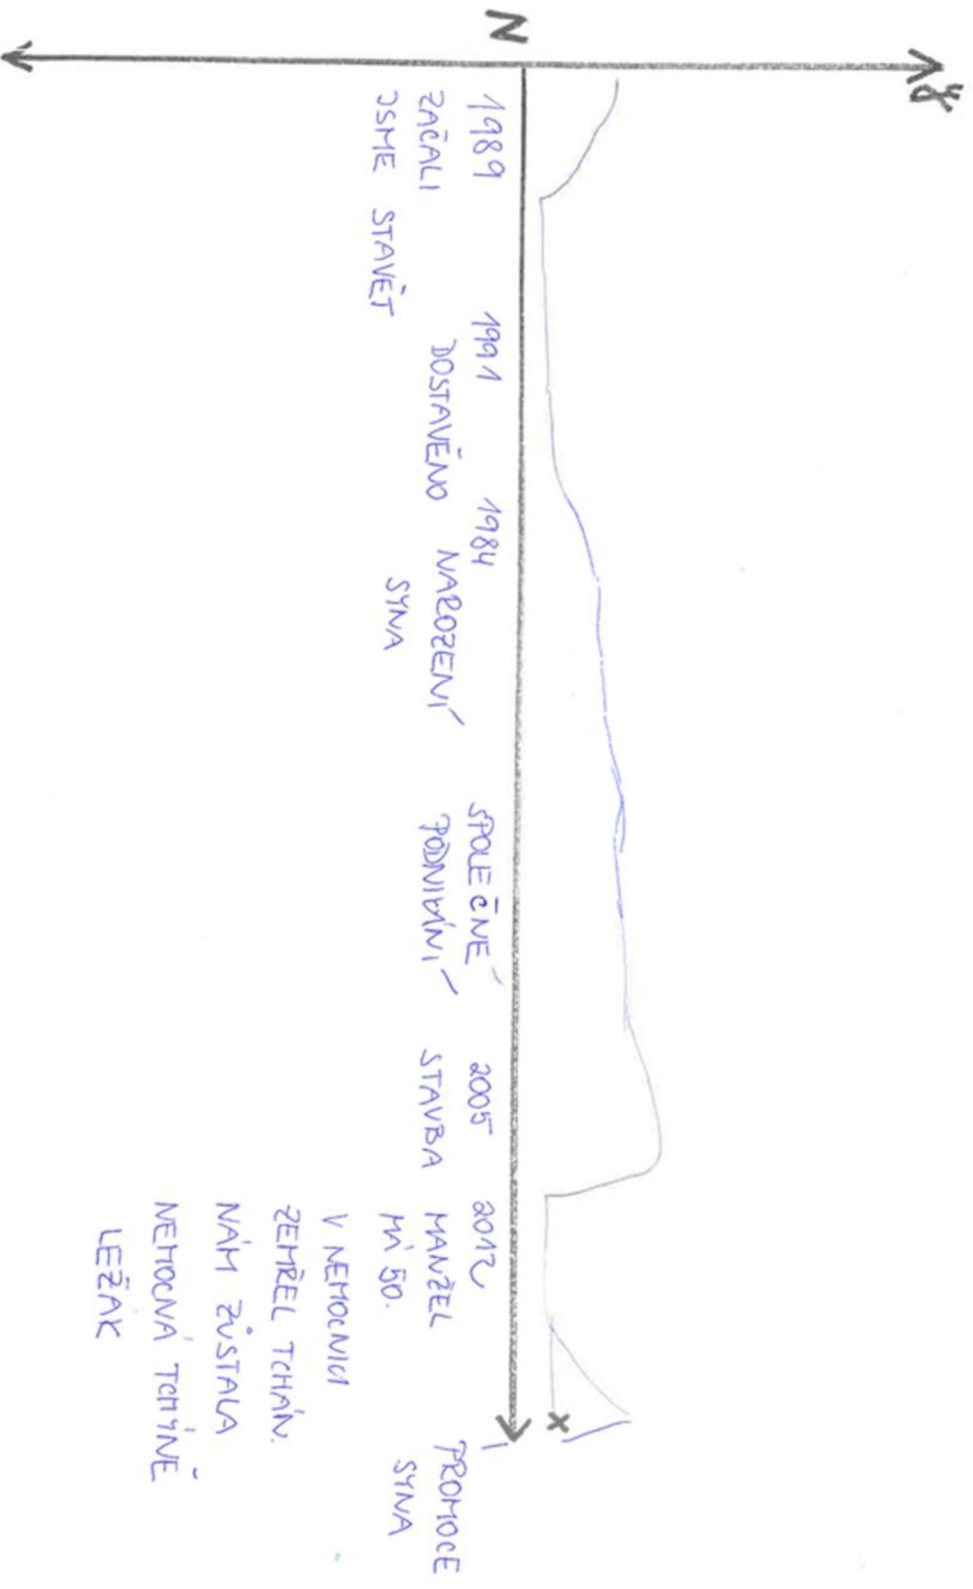 N
1989
ZAČALI
JSME STAVĚT
1991
DOSTAVĚNO
1984
NAROZENÍ
SYNA
SPOLEČNÉ
PODNIKÁNÍ
2005
STAVBA
2012
MANŽEL
MÁ 50.
V NEMOCNICI
ZEMŘEL TCHÁN.
NÁM ZŮSTALA
NEMOCNÁ TCHÝNĚ
LEŽÁK
PROMOCE
SYNA
x